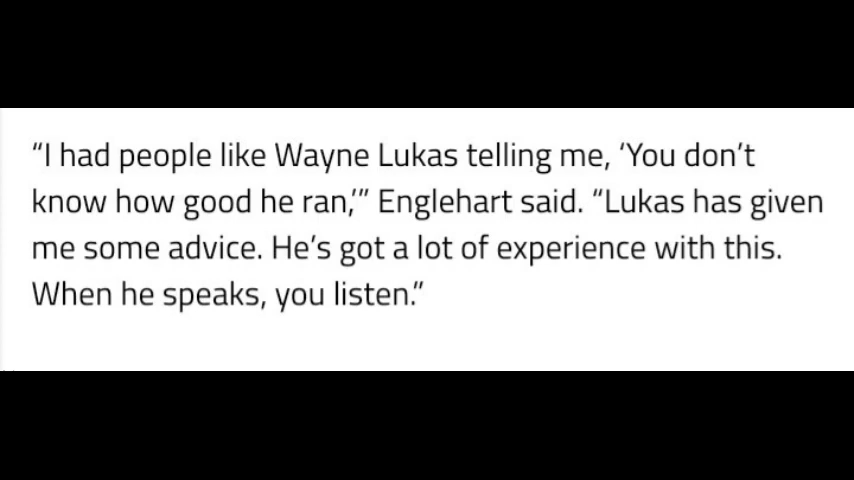 “I had people like Wayne Lukas telling me, ‘You don’t
know how good he ran,’” Englehart said. “Lukas has given
me some advice. He’s got a lot of experience with this.
When he speaks, you listen.”